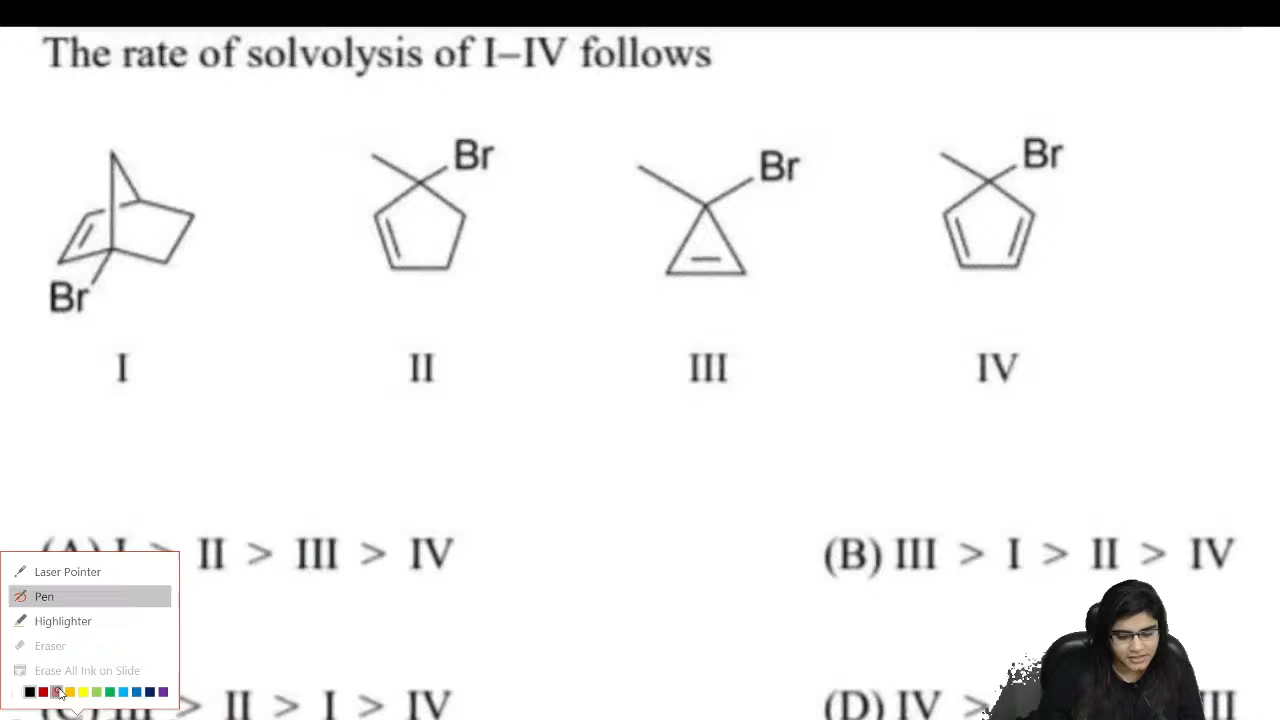 The rate of solvolysis of I–IV follows
Br Br Br Br
I II III IV
II > III > IV
(B) III > I > II > IV
> II > I > IV
(D) IV >
Laser Pointer
Pen
Highlighter
Eraser
Erase All Ink on Slide